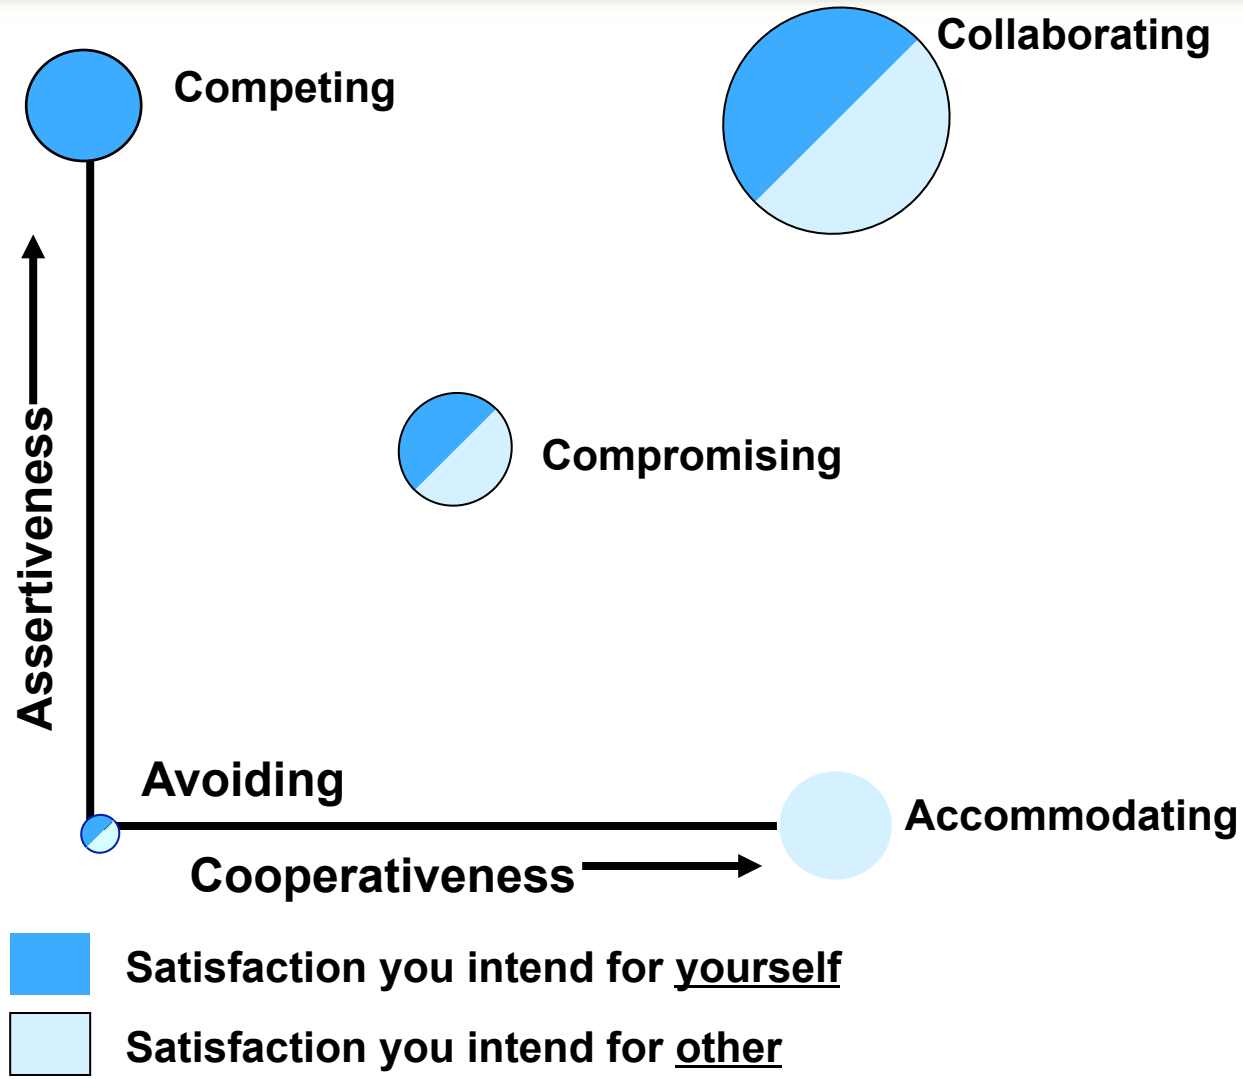 Collaborating
Competing
Assertiveness
Compromising
Avoiding
Accommodating
Cooperativeness
Satisfaction you intend for yourself
Satisfaction you intend for other